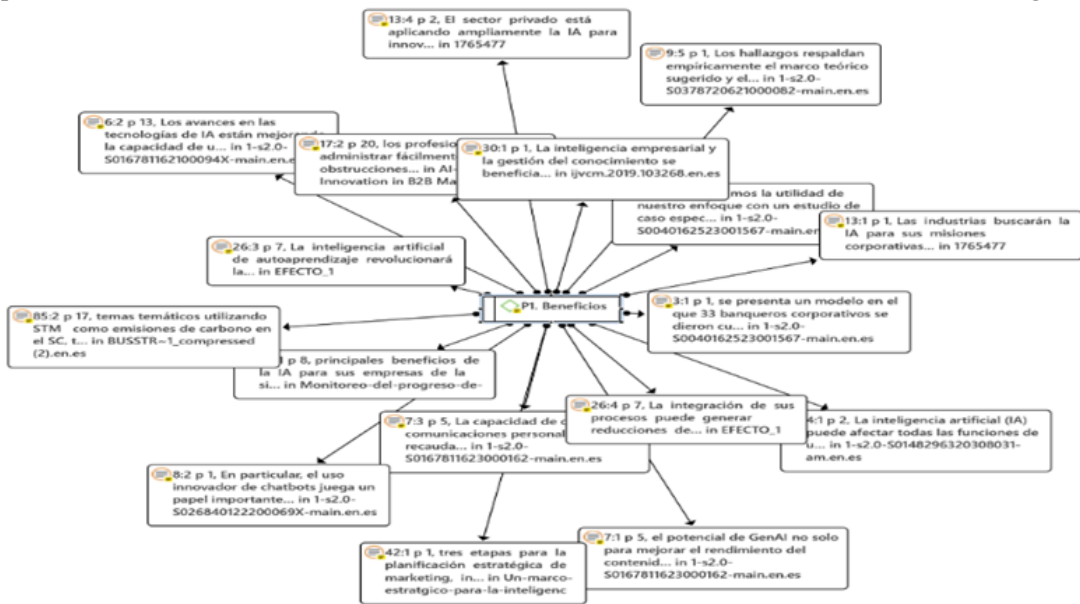 13:4 p 2, El sector privado está
aplicando ampliamente la IA para
innov... in 1765477
9:5 p 1, Los hallazgos respaldan
empíricamente el marco teórico
sugerido y el... in 1-s2.0-
S0378720621000082-main.en.es
6:2 p 13, Los avances en las
tecnologías de IA están mejorando
la capacidad de u... in 1-s2.0-
S016781162100094X-main.en.e
17:2 p 20, los profesio
administrar fácilment
obstrucciones... in AI-
Innovation in B2B Ma
30:1 p 1, La inteligencia empresarial y
la gestión del conocimiento se
beneficia... in ijvcm.2019.103268.en.es
mos la utilidad de
nuestro enfoque con un estudio de
caso espec... in 1-s2.0-
S0040162523001567-main.en
13:1 p 1, Las industrias buscarán la
IA para sus misiones
corporativas... in 1765477
26:3 p 7, La inteligencia artificial
de autoaprendizaje revolucionará
la... in EFECTO_1
P1. Beneficios
3:1 p 1, se presenta un modelo en el
que 33 banqueros corporativos se
dieron cu... in 1-s2.0-
S0040162523001567-main.en.es
85:2 p 17, temas temáticos utilizando
STM como emisiones de carbono en
el SC, t... in BUSSTR~1_compressed
(2).en.es
p 8, principales beneficios de
la IA para sus empresas de la
si... in Monitoreo-del-progreso-de-
7:3 p 5, La capacidad de c
comunicaciones personal
recauda... in 1-s2.0-
S0167811623000162-main.en.es
26:4 p 7, La integración de sus
procesos puede generar
reducciones de... in EFECTO_1
4:1 p 2, La inteligencia artificial (IA)
puede afectar todas las funciones de
u... in 1-s2.0-S0148296320308031-
am.en.es
8:2 p 1, En particular, el uso
innovador de chatbots juega un
papel importante... in 1-s2.0-
S026840122200069X-main.en.es
42:1 p 1, tres etapas para la
planificación estratégica de
marketing, in... in Un-marco-
estratgico-para-la-inteligenc
7:1 p 5, el potencial de GenAI no solo
para mejorar el rendimiento del
contenid... in 1-s2.0-
S0167811623000162-main.en.es